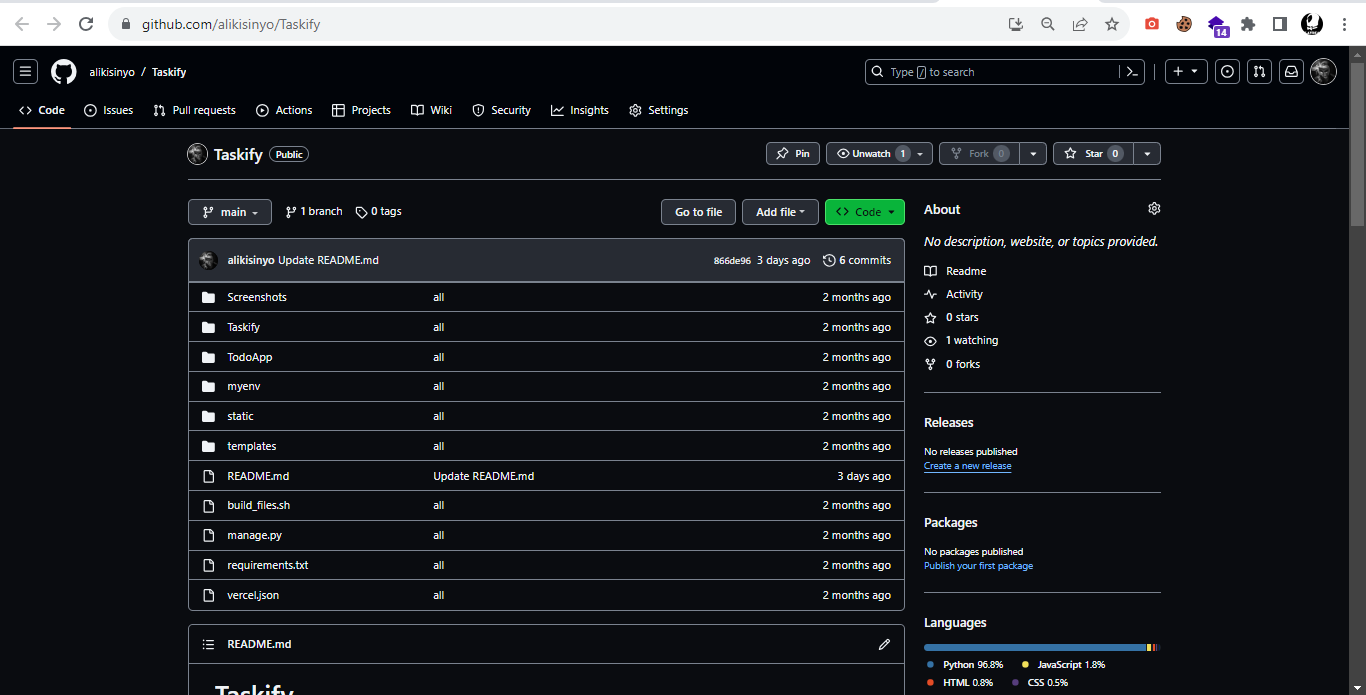 github.com/alikisinyo/Taskify
14
alikisinyo / Taskify
Type / to search
Code Issues Pull requests Actions Projects Wiki Security Insights Settings
Taskify Public
Pin Unwatch 1 Fork 0 Star 0
main 1 branch 0 tags Go to file Add file Code
alikisinyo Update README.md 866de96 3 days ago 6 commits
Screenshots all 2 months ago
Taskify all 2 months ago
TodoApp all 2 months ago
myenv all 2 months ago
static all 2 months ago
templates all 2 months ago
README.md Update README.md 3 days ago
build_files.sh all 2 months ago
manage.py all 2 months ago
requirements.txt all 2 months ago
vercel.json all 2 months ago
README.md
Taskify
About
No description, website, or topics provided.
Readme
Activity
0 stars
1 watching
0 forks
Releases
No releases published
Create a new release
Packages
No packages published
Publish your first package
Languages
Python 96.8% JavaScript 1.8%
HTML 0.8% CSS 0.5%